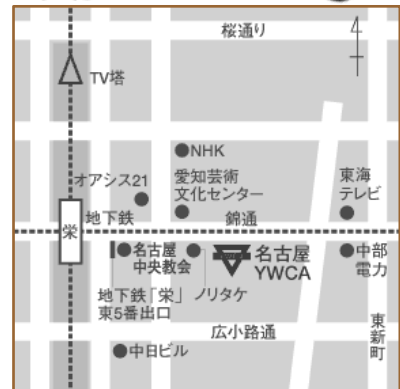 桜通り
TV塔
NHK
オアシス21
愛知芸術
文化センター
東海
テレビ
地下鉄
錦通
栄
名古屋
中央教会
名古屋
YWCA
中部
電力
地下鉄「栄」
東5番出口
ノリタケ
広小路通
東新町
中日ビル